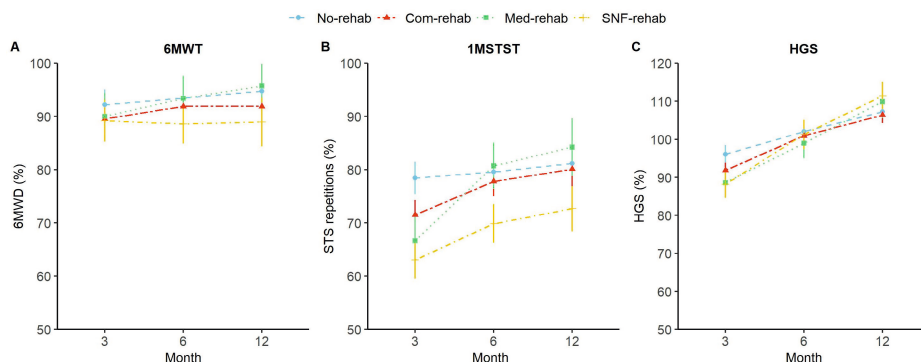 No-rehab Com-rehab Med-rehab SNF-rehab
A 6MWT
100
90
80
70
60
50
6MWD (%)
3 6 12
Month
B 1MSTST
100
90
80
70
60
50
STS repetitions (%)
3 6 12
Month
C HGS
120
110
100
90
80
70
60
50
HGS (%)
3 6 12
Month